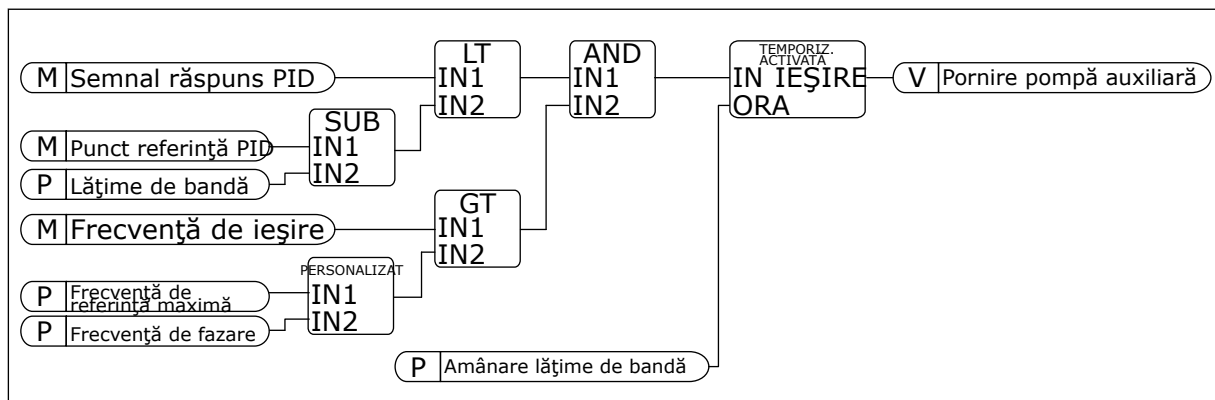 M Semnal răspuns PID
LT
IN1
IN2
AND
IN1
IN2
TEMPORIZ.
ACTIVATĂ
IN IEŞIRE
ORA
V Pornire pompă auxiliară
M Punct referinţă PID
P Lăţime de bandă
SUB
IN1
IN2
M Frecvenţă de ieşire
GT
IN1
IN2
P Frecvenţă de
referinţă maximă
P Frecvenţă de fazare
PERSONALIZAT
IN1
IN2
P Amânare lăţime de bandă